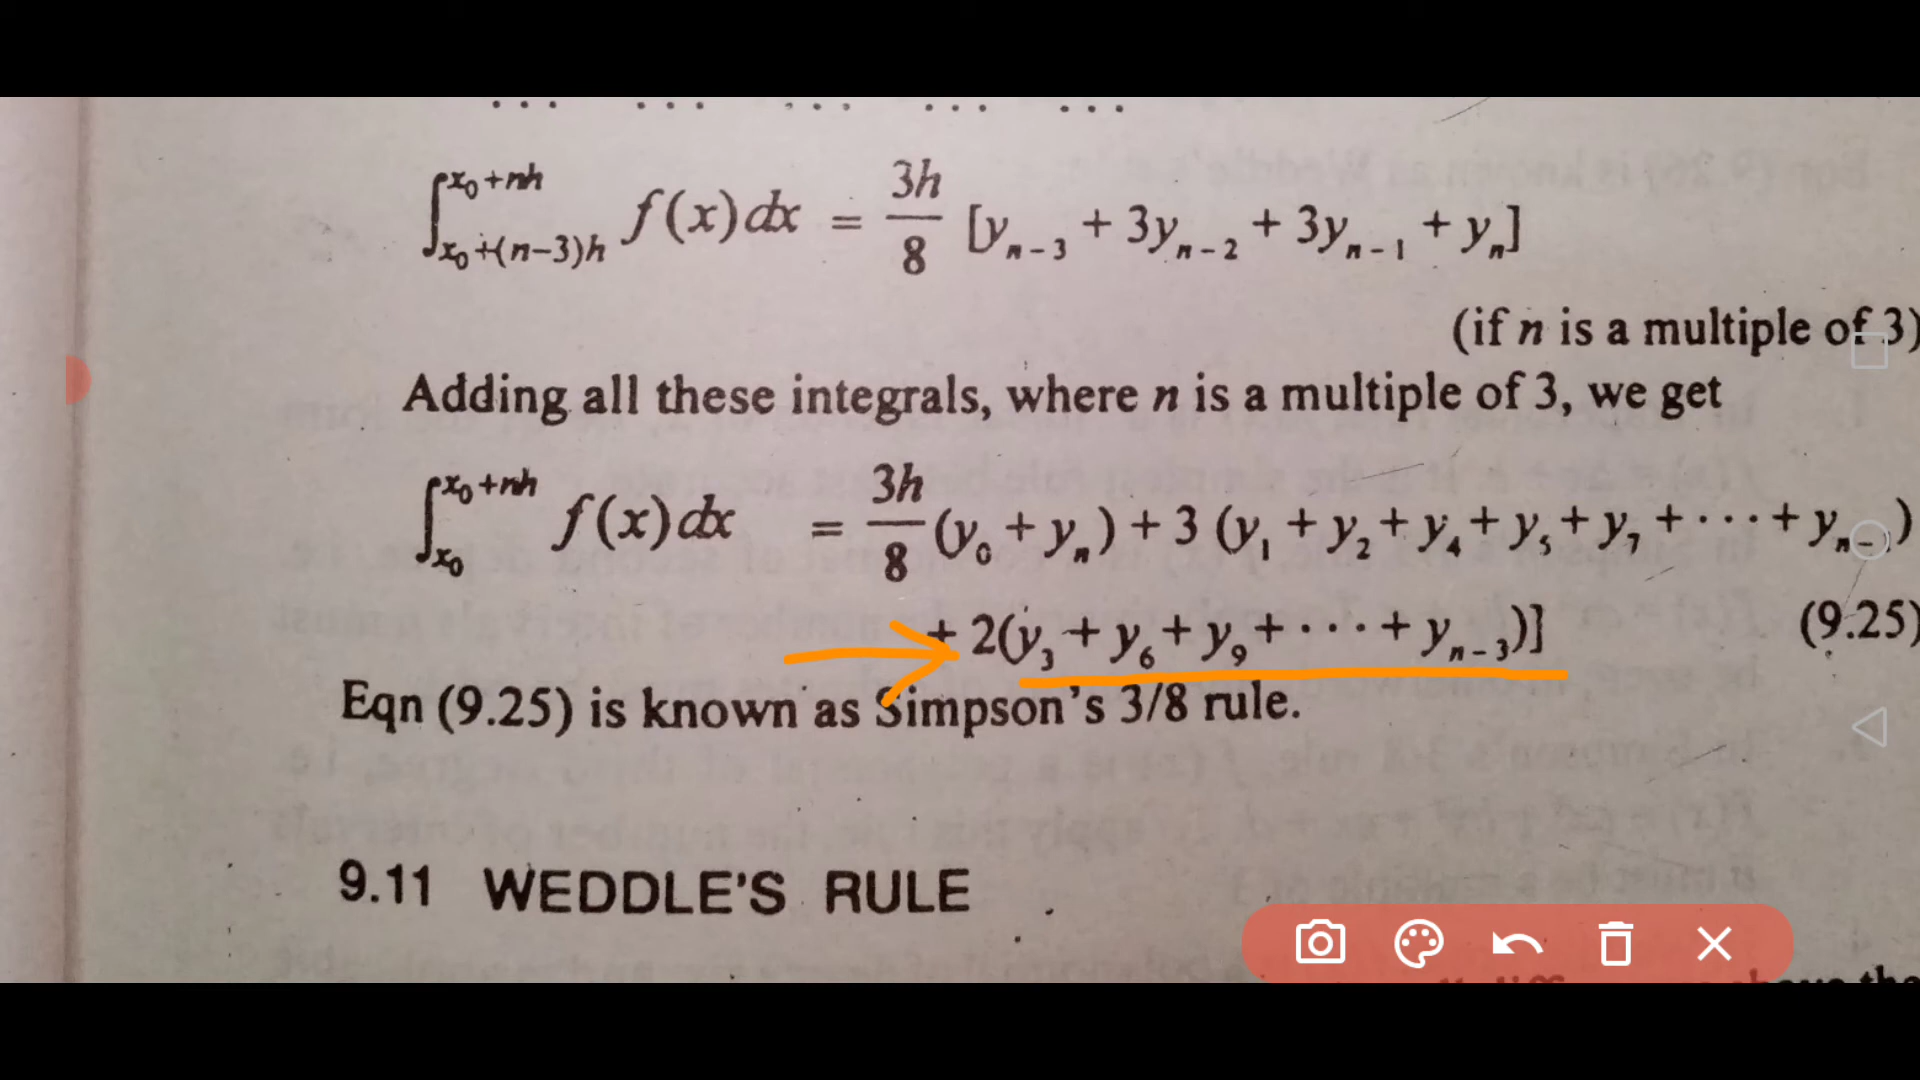 ... ... ... ... ...
∫_{x₀+(n−3)h}^{x₀+nh} f(x)dx = 3h/8 [y_{n−3} + 3y_{n−2} + 3y_{n−1} + y_n]
(if n is a multiple of 3)
Adding all these integrals, where n is a multiple of 3, we get
∫_{x₀}^{x₀+nh} f(x)dx = 3h/8 (y₀ + y_n) + 3 (y₁ + y₂ + y₄ + y₅ + y₇ + ··· + y_{n−1})
+ 2(y₃ + y₆ + y₉ + ··· + y_{n−3})] (9.25)
Eqn (9.25) is known as Simpson's 3/8 rule.
9.11 WEDDLE'S RULE